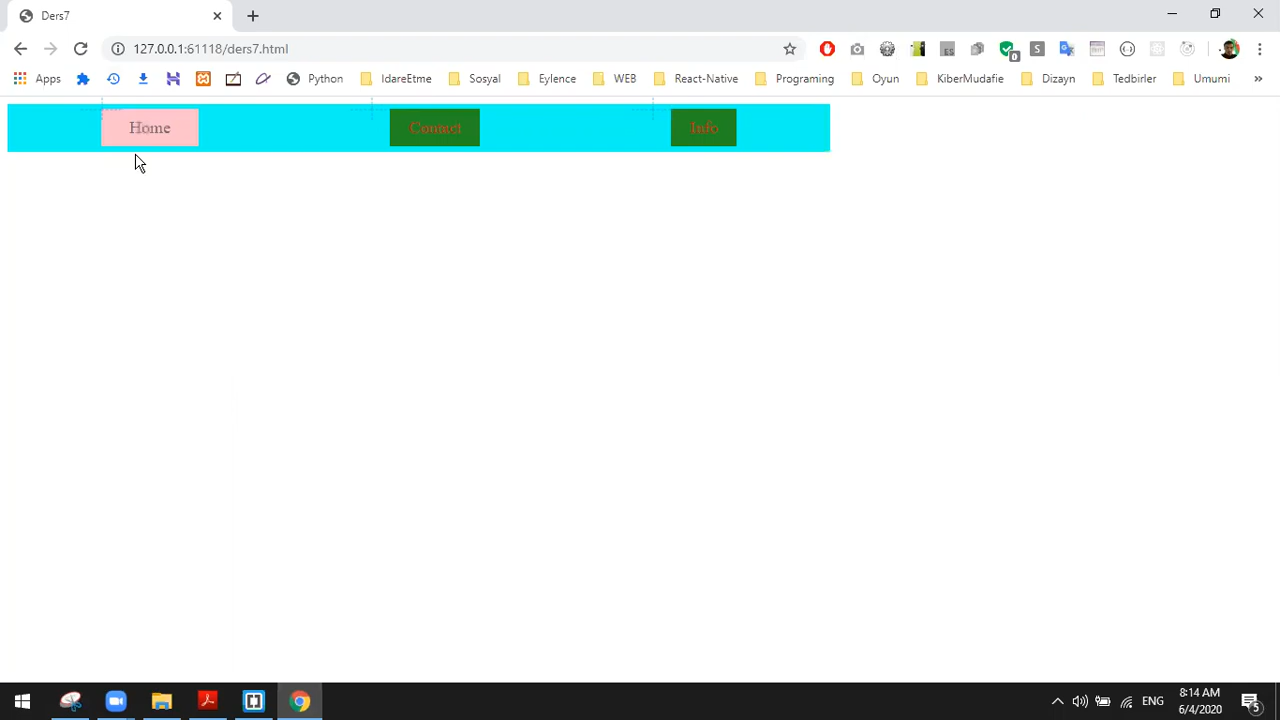 Ders7
127.0.0.1:61118/ders7.html
Apps Python IdareEtme Sosyal Eylence WEB React-Native Programing Oyun KiberMudafie Dizayn Tedbirler Umumi »
Home Contact Info
8:14 AM
ENG
6/4/2020